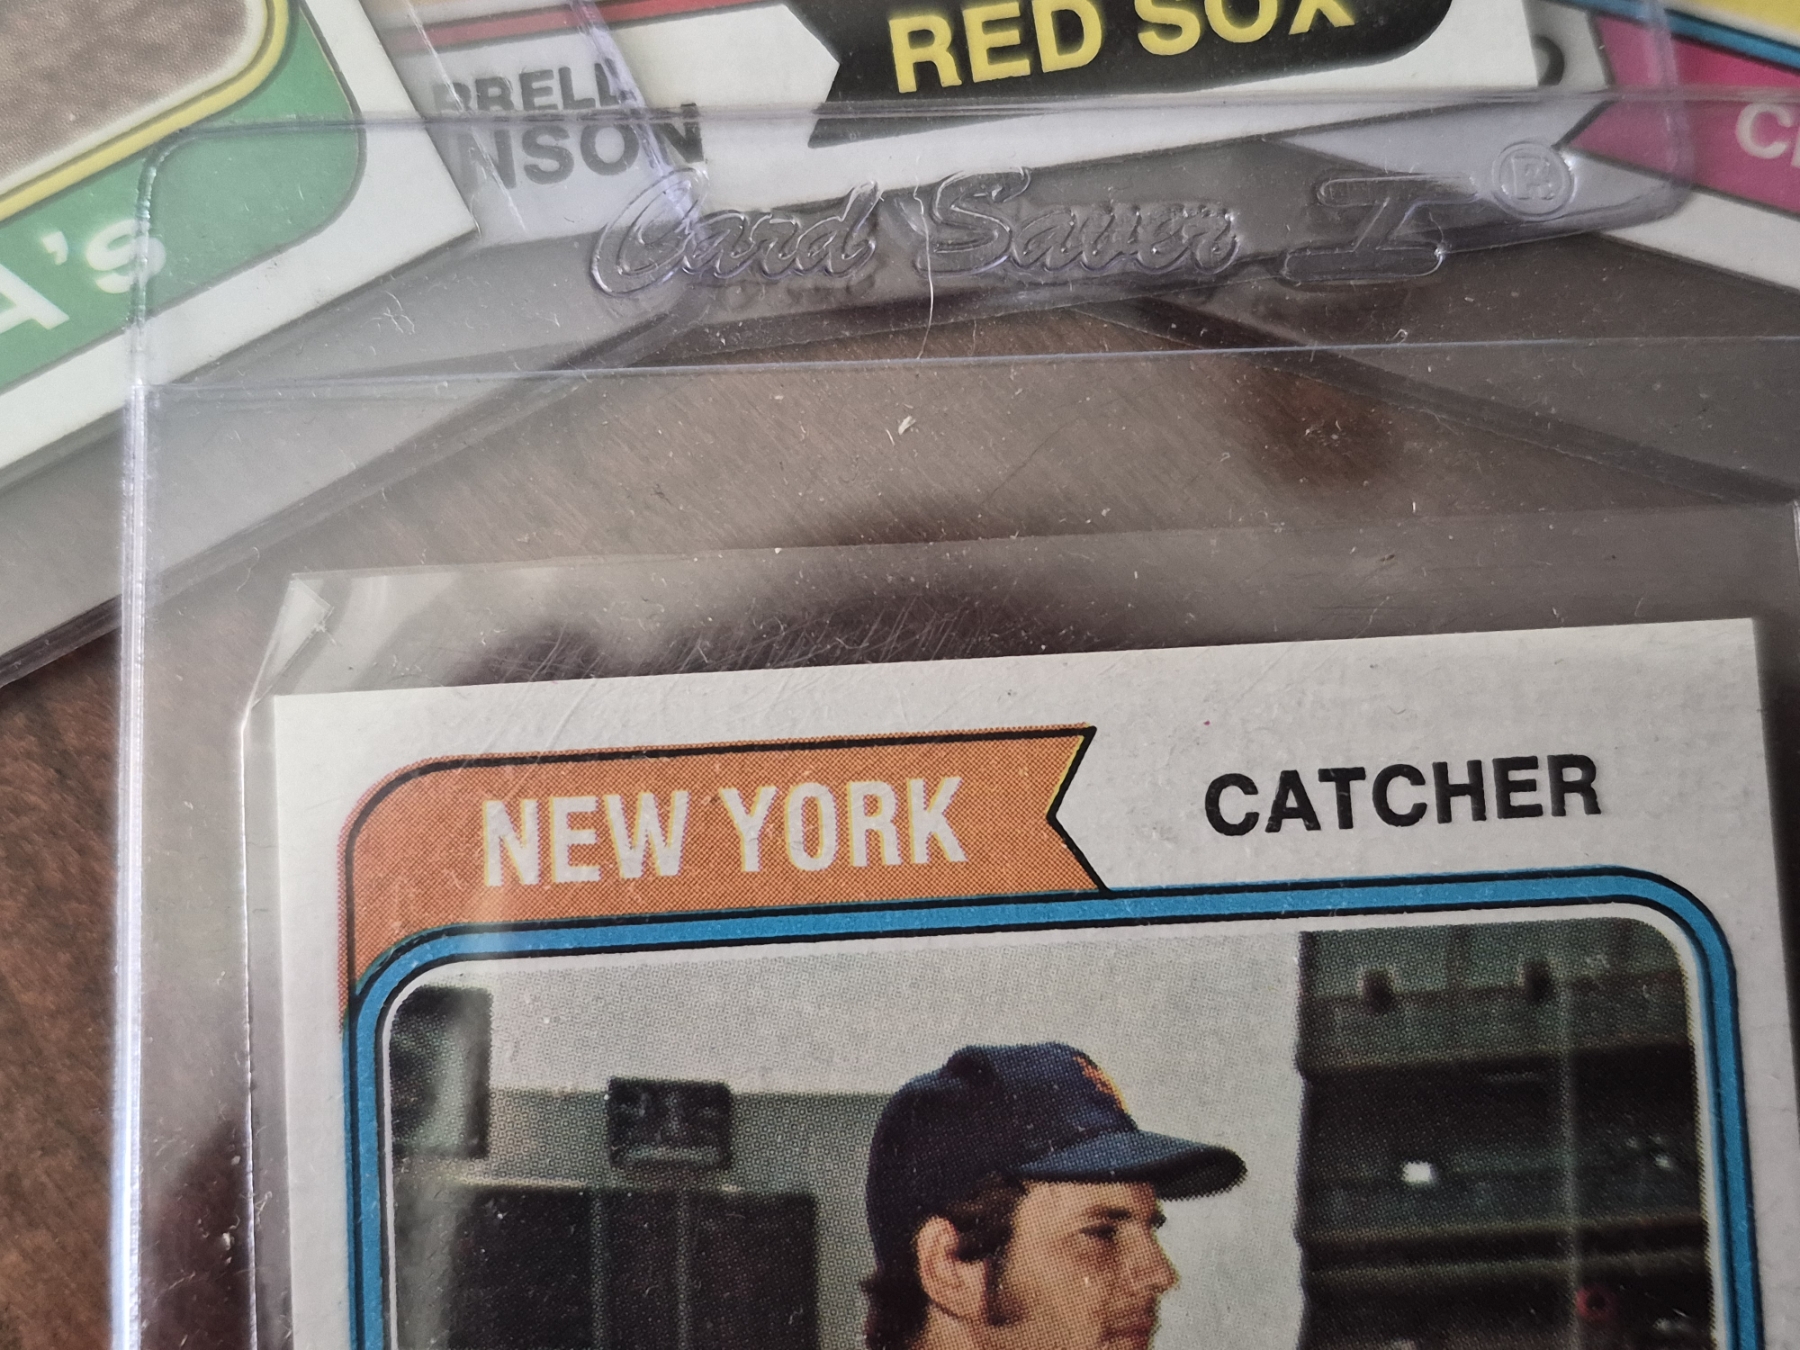 RED SOX
RRELL
NSON
A's
Card Saver I®
NEW YORK
CATCHER